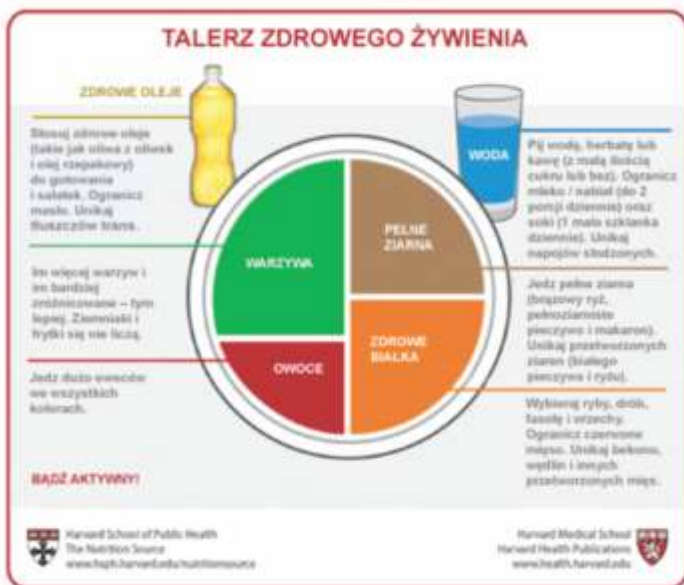 TALERZ ZDROWEGO ŻYWIENIA
ZDROWE OLEJE
Stosuj zdrowe oleje
(takie jak oliwa z oliwek
i olej rzepakowy)
do gotowania
i sałatek. Ogranicz
masło. Unikaj
tłuszczów trans.
Im więcej warzyw i
im bardziej
zróżnicowane – tym
lepiej. Ziemniaki i
frytki się nie liczą.
Jedz dużo owoców
we wszystkich
kolorach.
BĄDŹ AKTYWNY!
WARZYWA
OWOCE
PEŁNE
ZIARNA
ZDROWE
BIAŁKA
WODA
Pij wodę, herbatę lub
kawę (z małą ilością
cukru lub bez). Ogranicz
mleko / nabiał (do 2
porcji dziennie) oraz
soki (1 mała szklanka
dziennie). Unikaj
napojów słodzonych.
Jedz pełne ziarna
(brązowy ryż,
pełnoziarniste
pieczywo i makaron).
Unikaj przetworzonych
ziaren (białego
pieczywa i ryżu).
Wybieraj ryby, drób,
fasolę i orzechy.
Ogranicz czerwone
mięso. Unikaj bekonu,
wędlin i innych
przetworzonych mięs.
Harvard School of Public Health
The Nutrition Source
www.hsph.harvard.edu/nutritionsource
Harvard Medical School
Harvard Health Publications
www.health.harvard.edu